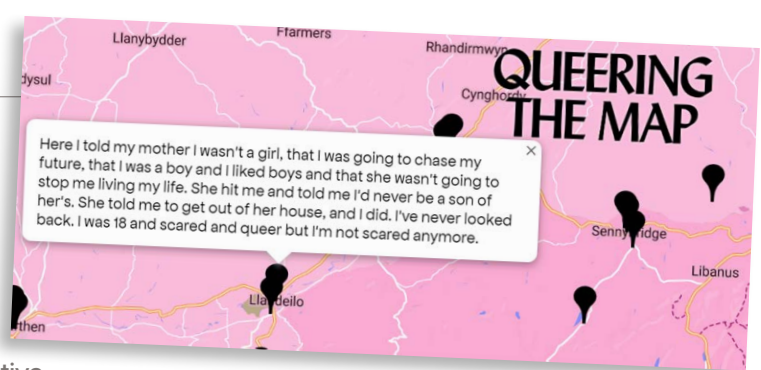 Llanybydder
Ffarmers
Rhandirmwyn
dysul
Cynghordy
QUEERING
THE MAP
Here I told my mother I wasn't a girl, that I was going to chase my
future, that I was a boy and I liked boys and that she wasn't going to
stop me living my life. She hit me and told me I'd never be a son of
her's. She told me to get out of her house, and I did. I've never looked
back. I was 18 and scared and queer but I'm not scared anymore.
Libanus
then